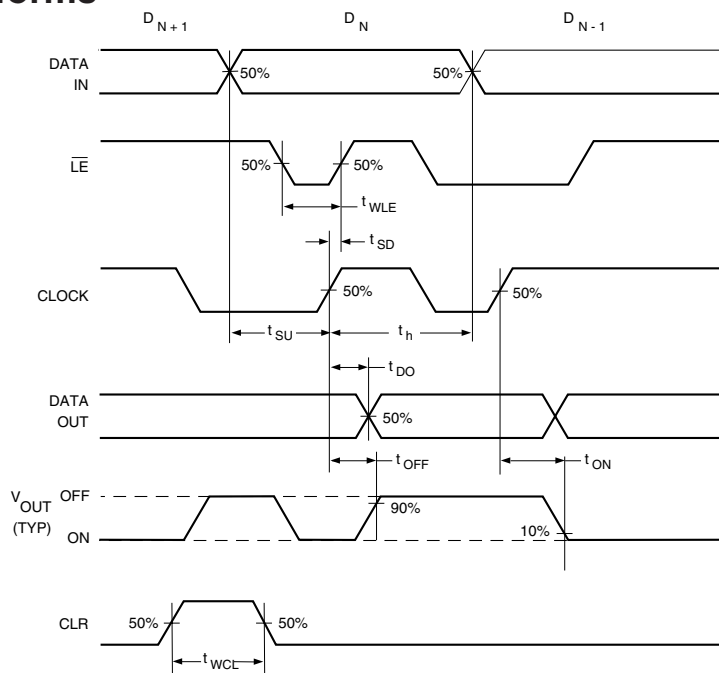 D N + 1 D N D N - 1
DATA IN
50% 50%
LE
50% 50%
t WLE
t SD
CLOCK
50% 50%
t SU t h
t DO
DATA OUT
50%
t OFF t ON
V OUT (TYP)
OFF
90%
ON
10%
CLR
50% 50%
t WCL